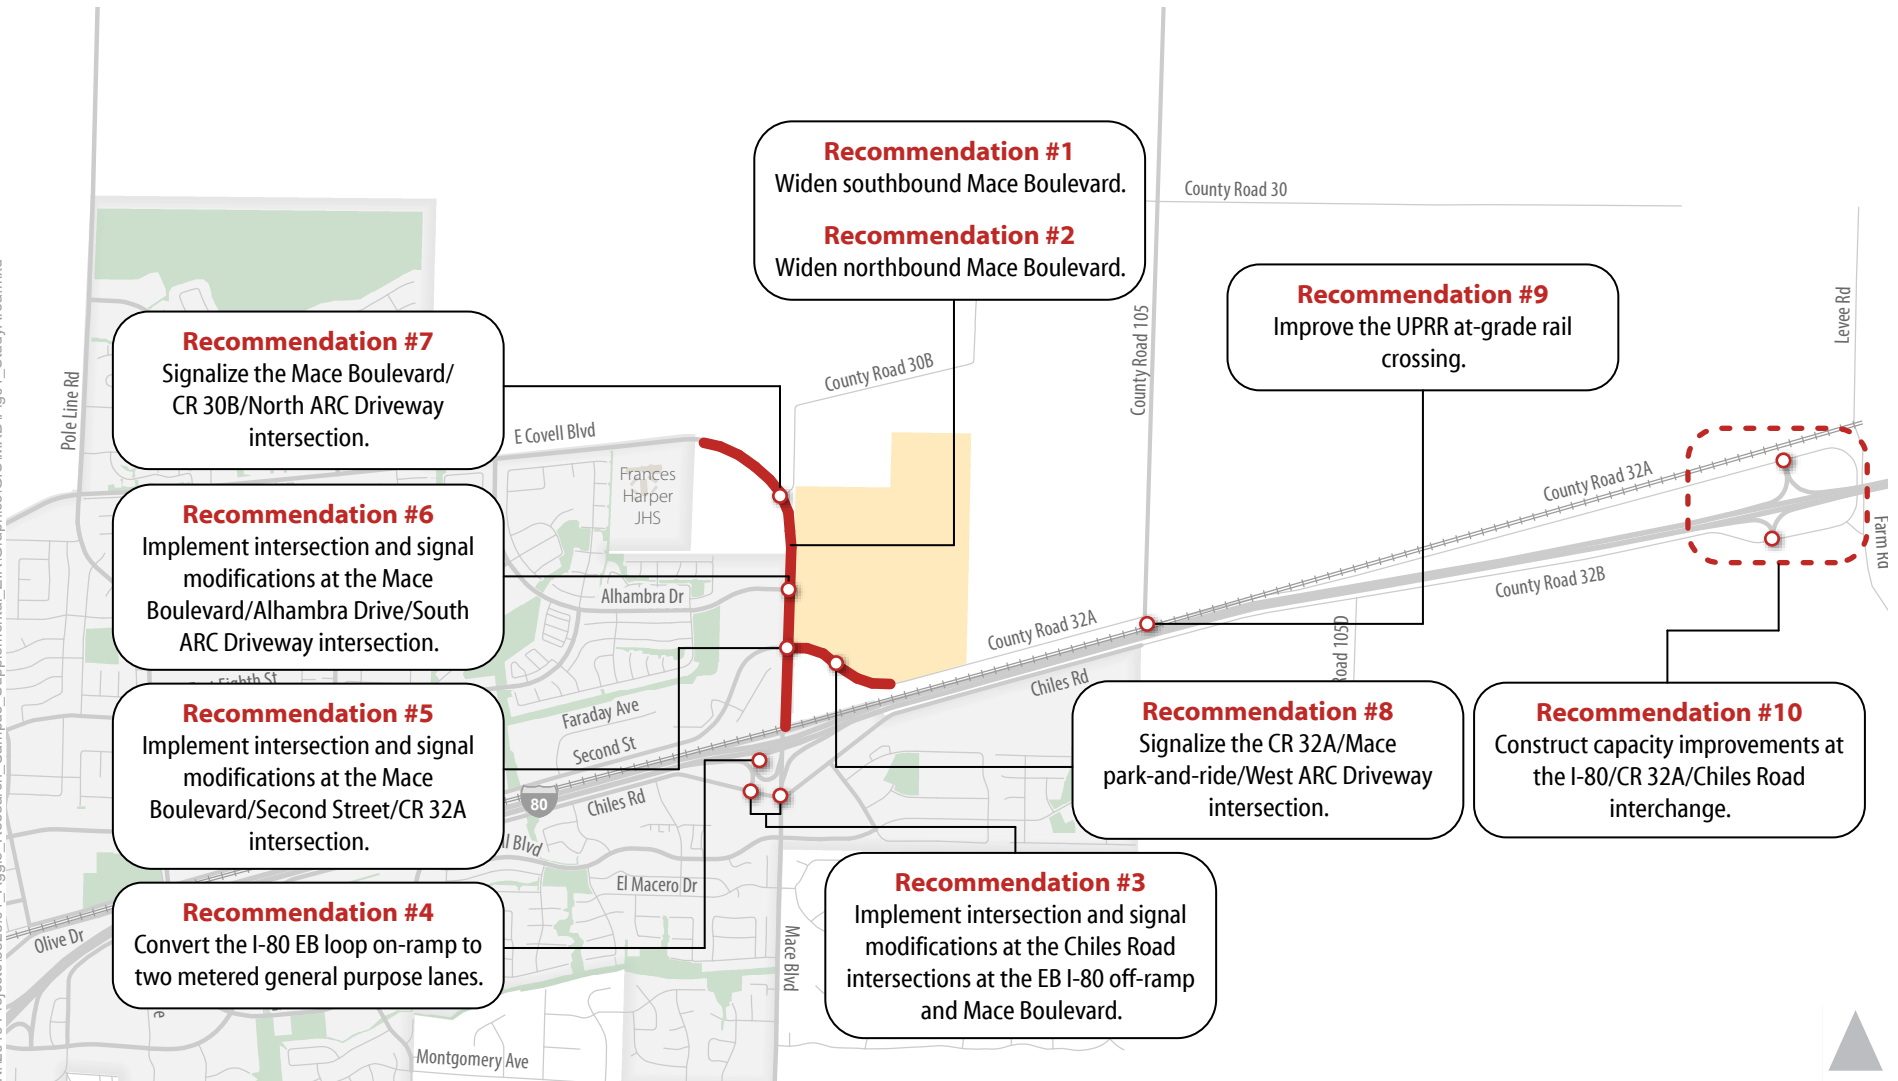 Recommendation #1
Widen southbound Mace Boulevard.
Recommendation #2
Widen northbound Mace Boulevard.
County Road 30
Recommendation #9
Improve the UPRR at-grade rail
crossing.
Levee Rd
County Road 105
Recommendation #7
Signalize the Mace Boulevard/
CR 30B/North ARC Driveway
intersection.
County Road 30B
Pole Line Rd
E Covell Blvd
Frances
Harper
JHS
County Road 32A
Farm Rd
Recommendation #6
Implement intersection and signal
modifications at the Mace
Boulevard/Alhambra Drive/South
ARC Driveway intersection.
Alhambra Dr
County Road 32B
County Road 32A
Road 105D
Chiles Rd
Eighth St
Recommendation #5
Implement intersection and signal
modifications at the Mace
Boulevard/Second Street/CR 32A
intersection.
Faraday Ave
Second St
80
Chiles Rd
Recommendation #8
Signalize the CR 32A/Mace
park-and-ride/West ARC Driveway
intersection.
Recommendation #10
Construct capacity improvements at
the I-80/CR 32A/Chiles Road
interchange.
ll Blvd
El Macero Dr
Recommendation #4
Convert the I-80 EB loop on-ramp to
two metered general purpose lanes.
Olive Dr
Mace Blvd
Recommendation #3
Implement intersection and signal
modifications at the Chiles Road
intersections at the EB I-80 off-ramp
and Mace Boulevard.
Montgomery Ave